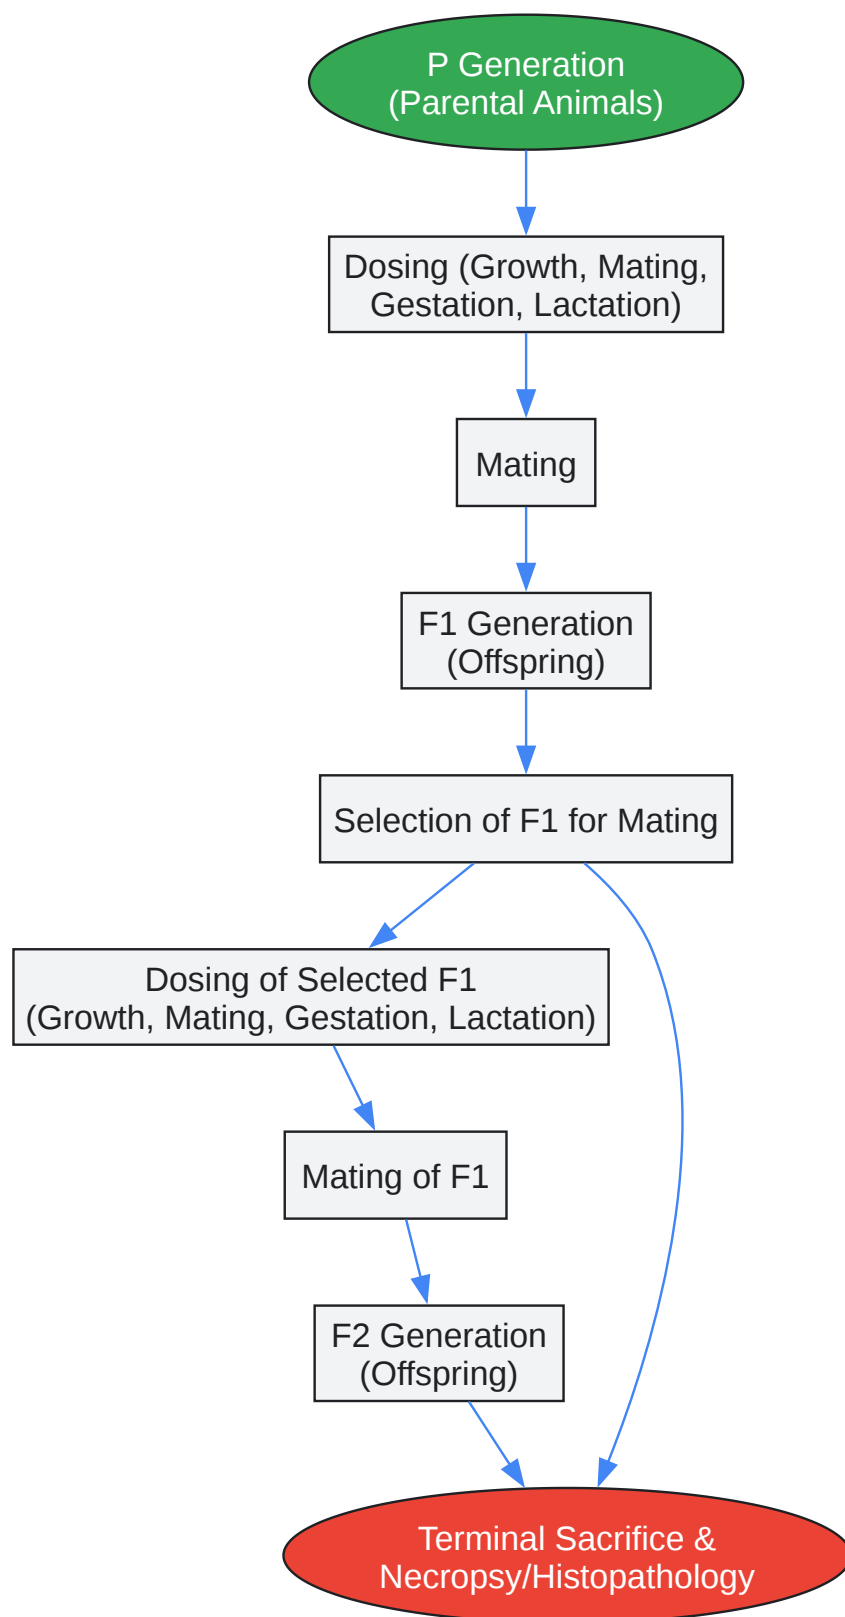 P Generation
(Parental Animals)
Dosing (Growth, Mating,
Gestation, Lactation)
Mating
F1 Generation
(Offspring)
Selection of F1 for Mating
Dosing of Selected F1
(Growth, Mating, Gestation, Lactation)
Mating of F1
F2 Generation
(Offspring)
Terminal Sacrifice &
Necropsy/Histopathology